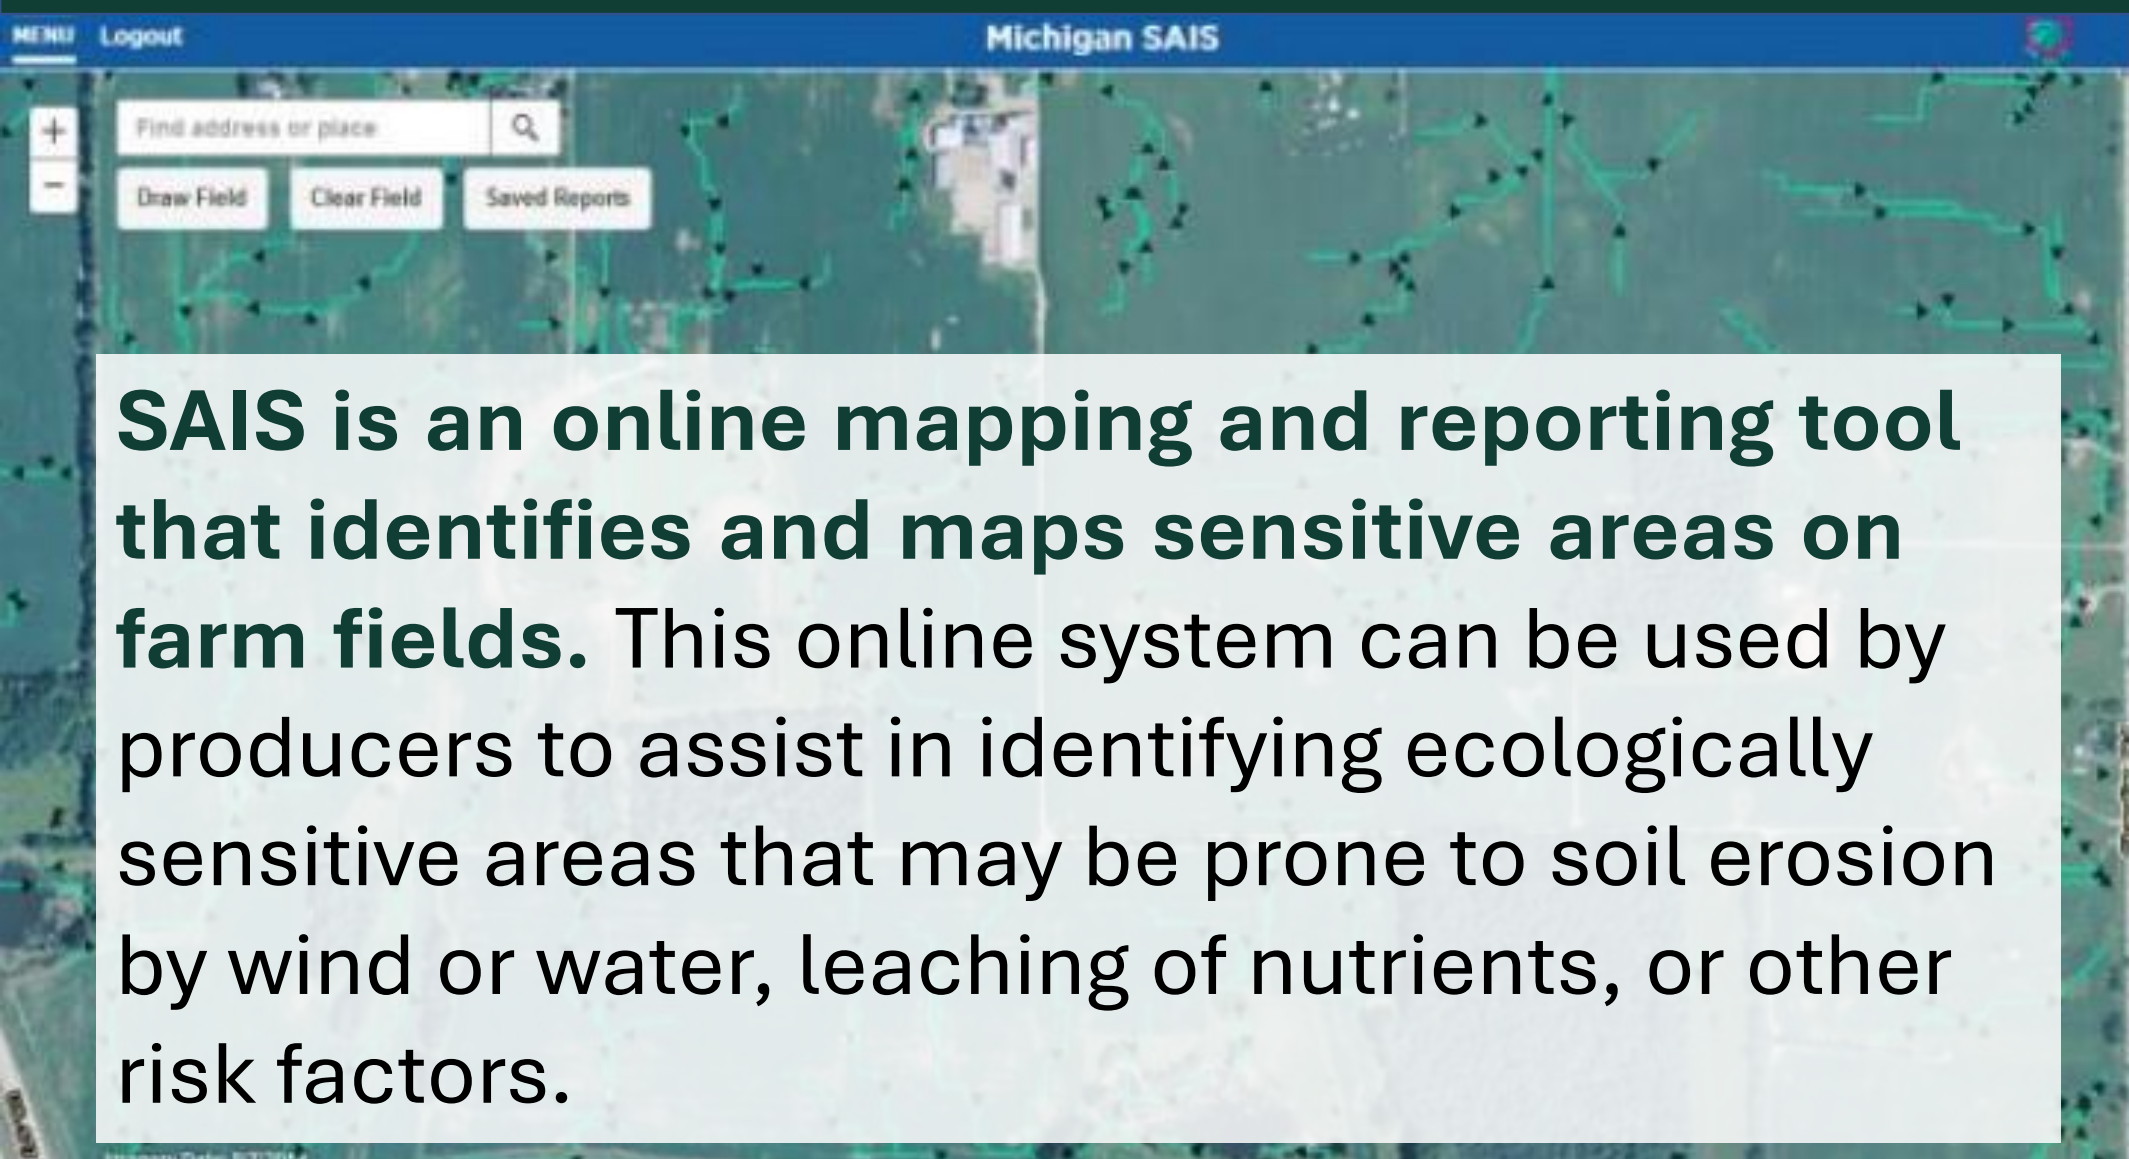 MENU Logout Michigan SAIS
+
Find address or place
−
Draw Field Clear Field Saved Reports
SAIS is an online mapping and reporting tool
that identifies and maps sensitive areas on
farm fields. This online system can be used by
producers to assist in identifying ecologically
sensitive areas that may be prone to soil erosion
by wind or water, leaching of nutrients, or other
risk factors.